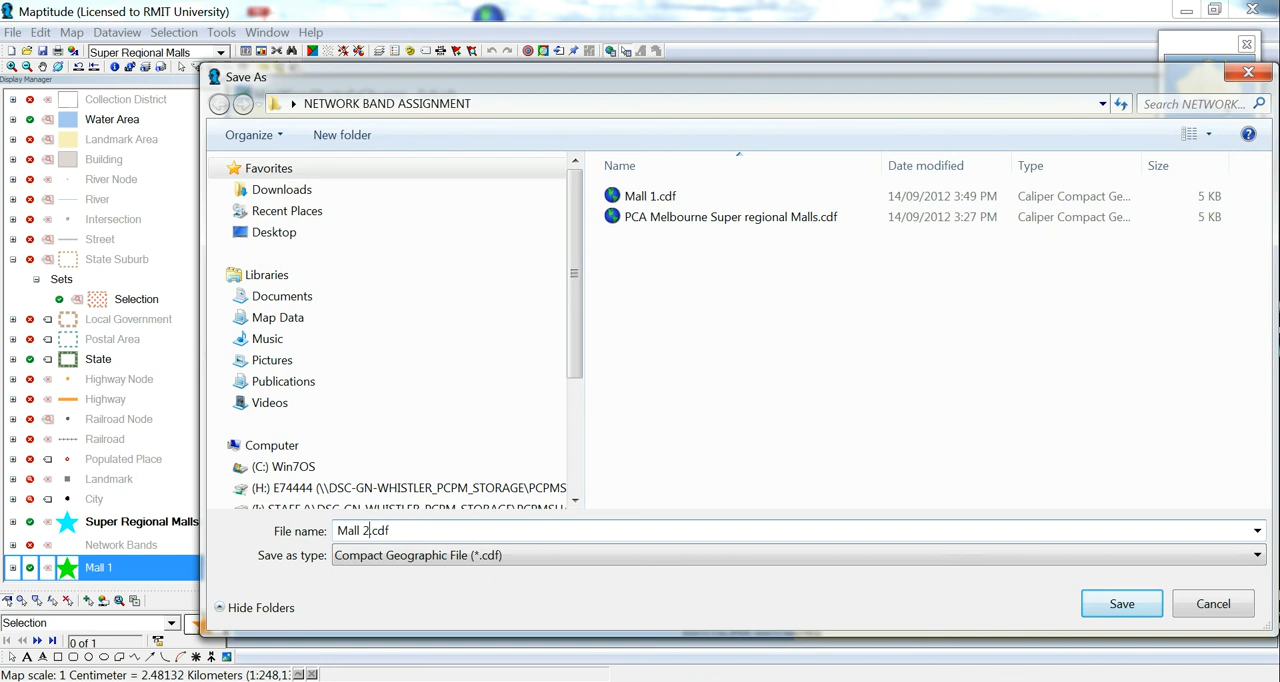 Maptitude (Licensed to RMIT University)
File Edit Map Dataview Selection Tools Window Help
Super Regional Malls
Display Manager
Collection District
Water Area
Landmark Area
Building
River Node
River
Intersection
Street
State Suburb
Sets
Selection
Local Government
Postal Area
State
Highway Node
Highway
Railroad Node
Railroad
Populated Place
Landmark
City
Super Regional Malls
Network Bands
Mall 1
Selection
0 of 1
Map scale: 1 Centimeter = 2.48132 Kilometers (1:248,1
Save As
NETWORK BAND ASSIGNMENT
Search NETWORK...
Organize New folder
Favorites
Downloads
Recent Places
Desktop
Libraries
Documents
Map Data
Music
Pictures
Publications
Videos
Computer
(C:) Win7OS
(H:) E74444 (\\DSC-GN-WHISTLER_PCPM_STORAGE\PCPMS
Name Date modified Type Size
Mall 1.cdf 14/09/2012 3:49 PM Caliper Compact Ge... 5 KB
PCA Melbourne Super regional Malls.cdf 14/09/2012 3:27 PM Caliper Compact Ge... 5 KB
File name: Mall 2.cdf
Save as type: Compact Geographic File (*.cdf)
Hide Folders
Save Cancel